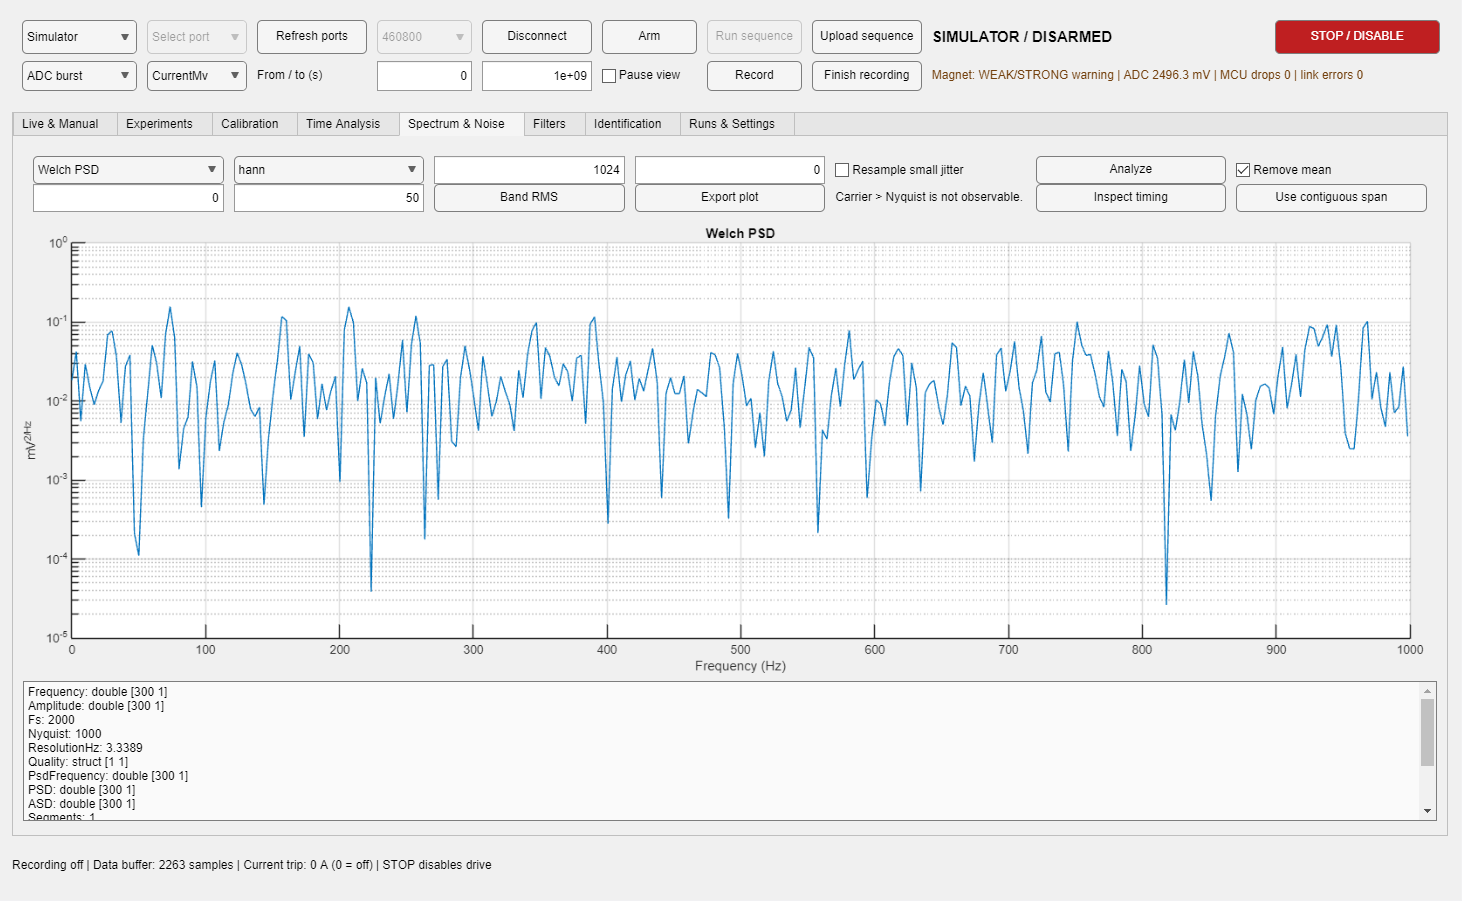 Simulator Select port Refresh ports 460800 Disconnect Arm Run sequence Upload sequence SIMULATOR / DISARMED STOP / DISABLE
ADC burst CurrentMv From / to (s) 0 1e+09 Pause view Record Finish recording Magnet: WEAK/STRONG warning | ADC 2496.3 mV | MCU drops 0 | link errors 0
Live & Manual Experiments Calibration Time Analysis Spectrum & Noise Filters Identification Runs & Settings
Welch PSD hann 1024 0 Resample small jitter Analyze Remove mean
0 50 Band RMS Export plot Carrier > Nyquist is not observable. Inspect timing Use contiguous span
Welch PSD
10^0
10^-1
10^-2
10^-3
10^-4
10^-5
mV^2/Hz
0 100 200 300 400 500 600 700 800 900 1000
Frequency (Hz)
Frequency: double [300 1]
Amplitude: double [300 1]
Fs: 2000
Nyquist: 1000
ResolutionHz: 3.3389
Quality: struct [1 1]
PsdFrequency: double [300 1]
PSD: double [300 1]
ASD: double [300 1]
Segments: 1
Recording off | Data buffer: 2263 samples | Current trip: 0 A (0 = off) | STOP disables drive